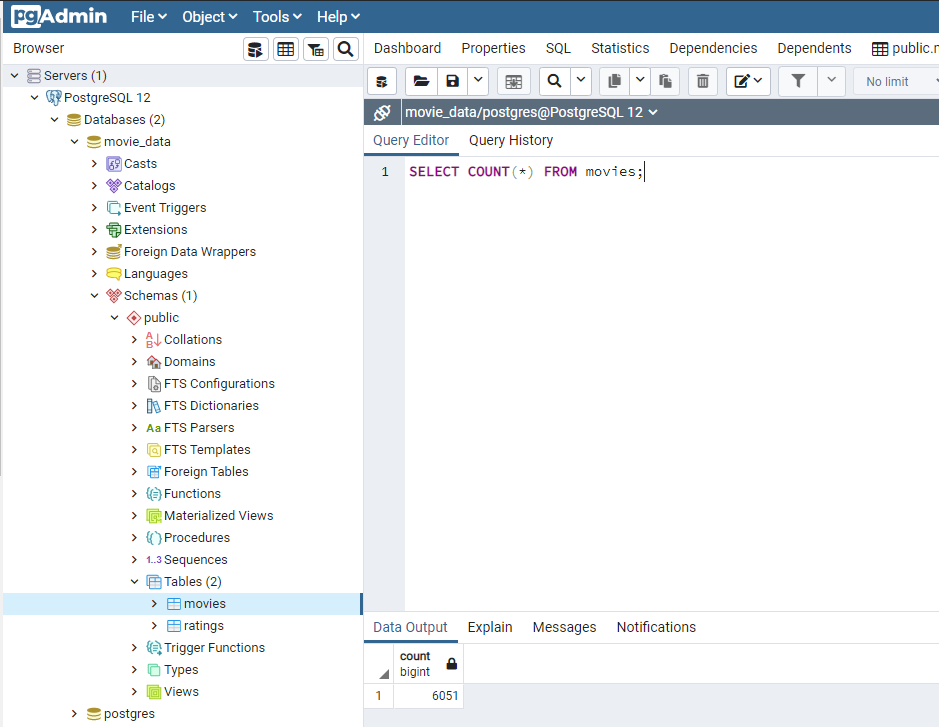 pgAdmin File Object Tools Help
Browser
Servers (1)
PostgreSQL 12
Databases (2)
movie_data
Casts
Catalogs
Event Triggers
Extensions
Foreign Data Wrappers
Languages
Schemas (1)
public
Collations
Domains
FTS Configurations
FTS Dictionaries
Aa FTS Parsers
FTS Templates
Foreign Tables
Functions
Materialized Views
Procedures
1..3 Sequences
Tables (2)
movies
ratings
Trigger Functions
Types
Views
postgres
Dashboard Properties SQL Statistics Dependencies Dependents public.
No limit
movie_data/postgres@PostgreSQL 12
Query Editor Query History
1 SELECT COUNT(*) FROM movies;
Data Output Explain Messages Notifications
count
bigint
1 6051